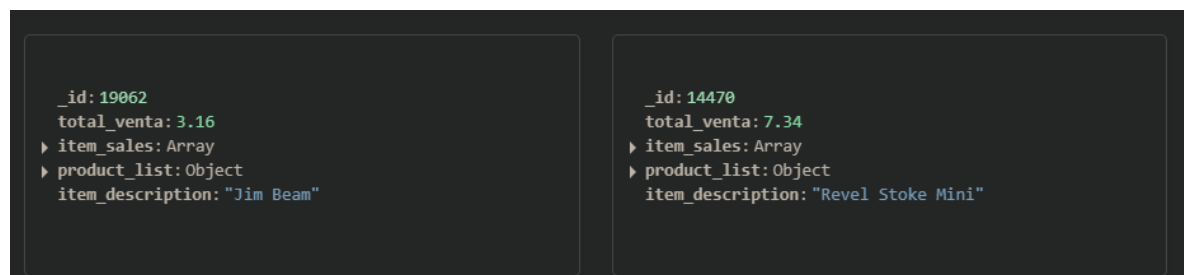 _id: 19062
total_venta: 3.16
item_sales: Array
product_list: Object
item_description: "Jim Beam"
_id: 14470
total_venta: 7.34
item_sales: Array
product_list: Object
item_description: "Revel Stoke Mini"